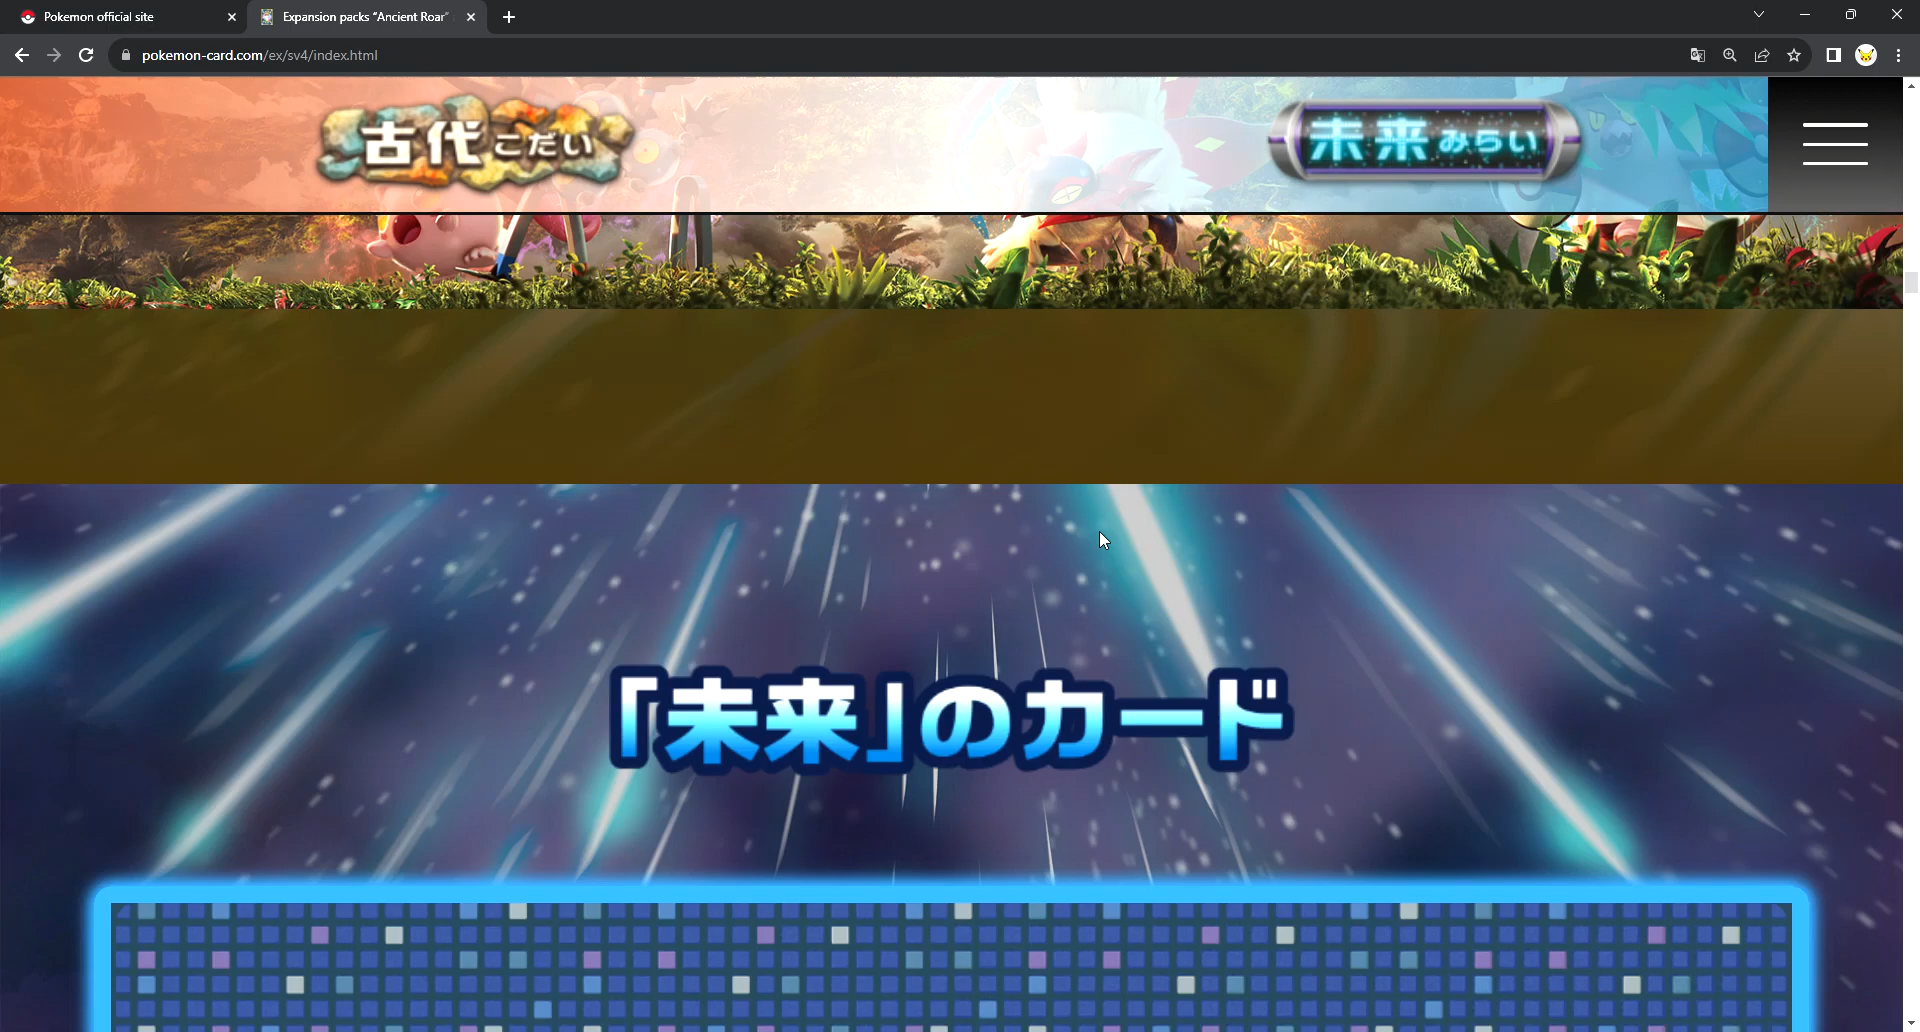 Pokemon official site
Expansion packs “Ancient Roar”
pokemon-card.com/ex/sv4/index.html
古代こだい
未来みらい
「未来」のカード